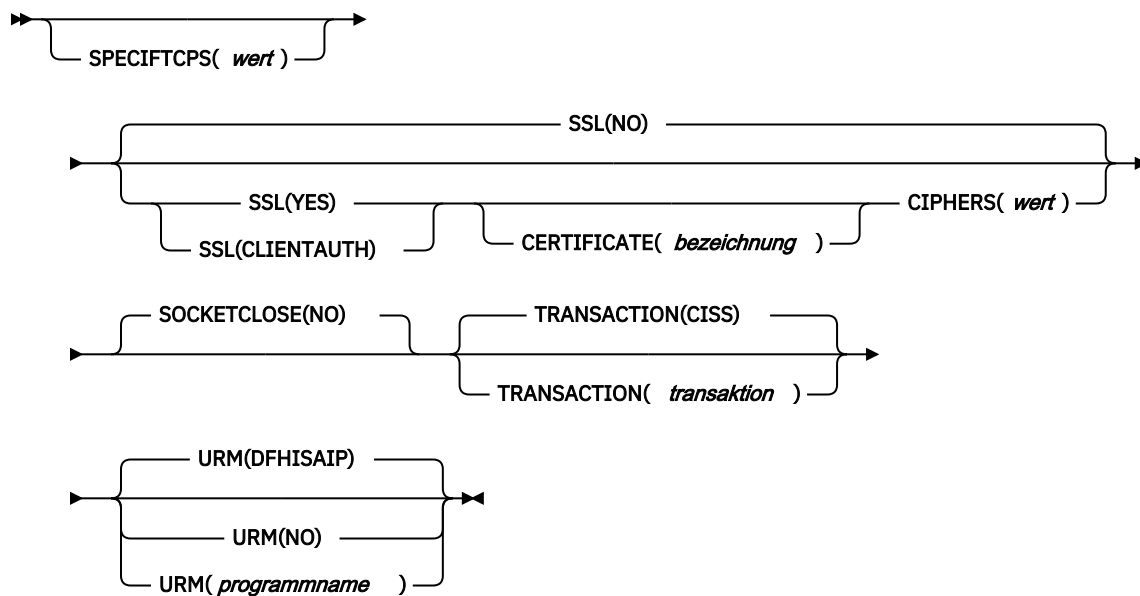 SPECIFTCPS( wert )
SSL(NO)
SSL(YES)
CIPHERS( wert )
SSL(CLIENTAUTH)
CERTIFICATE( bezeichnung )
SOCKETCLOSE(NO)
TRANSACTION(CISS)
TRANSACTION( transaktion )
URM(DFHISAIP)
URM(NO)
URM( programmname )